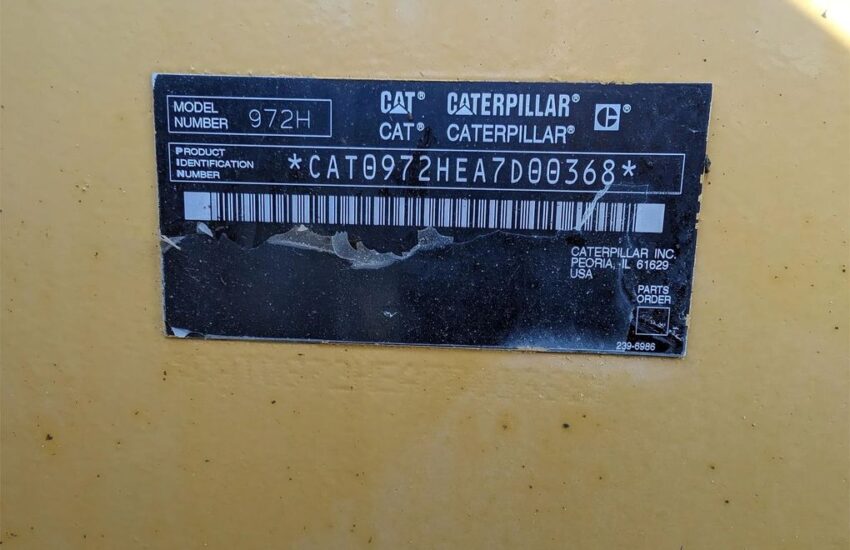 MODEL
NUMBER 972H
CAT® CATERPILLAR® ®
CAT® CATERPILLAR®
PRODUCT
IDENTIFICATION
NUMBER
*CAT0972HEA7D00368*
CATERPILLAR INC.
PEORIA, IL 61629
USA
PARTS
ORDER
239-6986